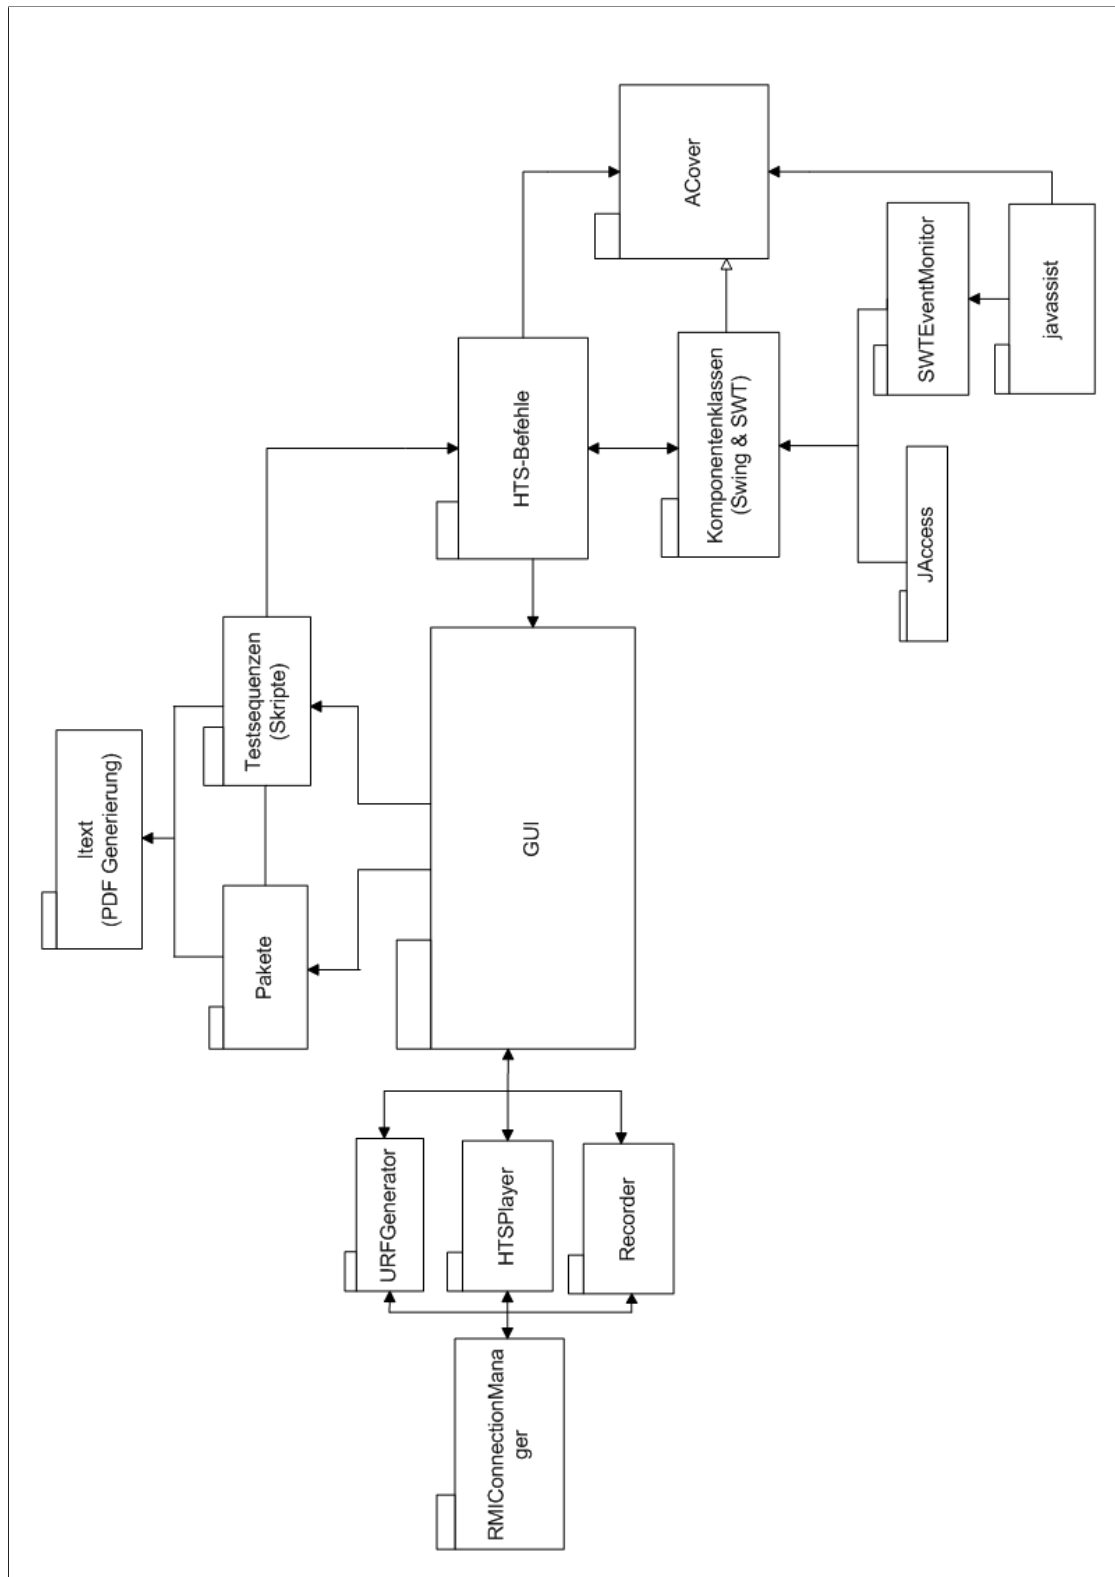 Itext
(PDF Generierung)
Pakete
Testsequenzen
(Skripte)
URFGenerator
RMIConnectionMana
ger
HTSPlayer
GUI
HTS-Befehle
Recorder
Komponentenklassen
(Swing & SWT)
ACover
JAccess
SWTEventMonitor
javassist